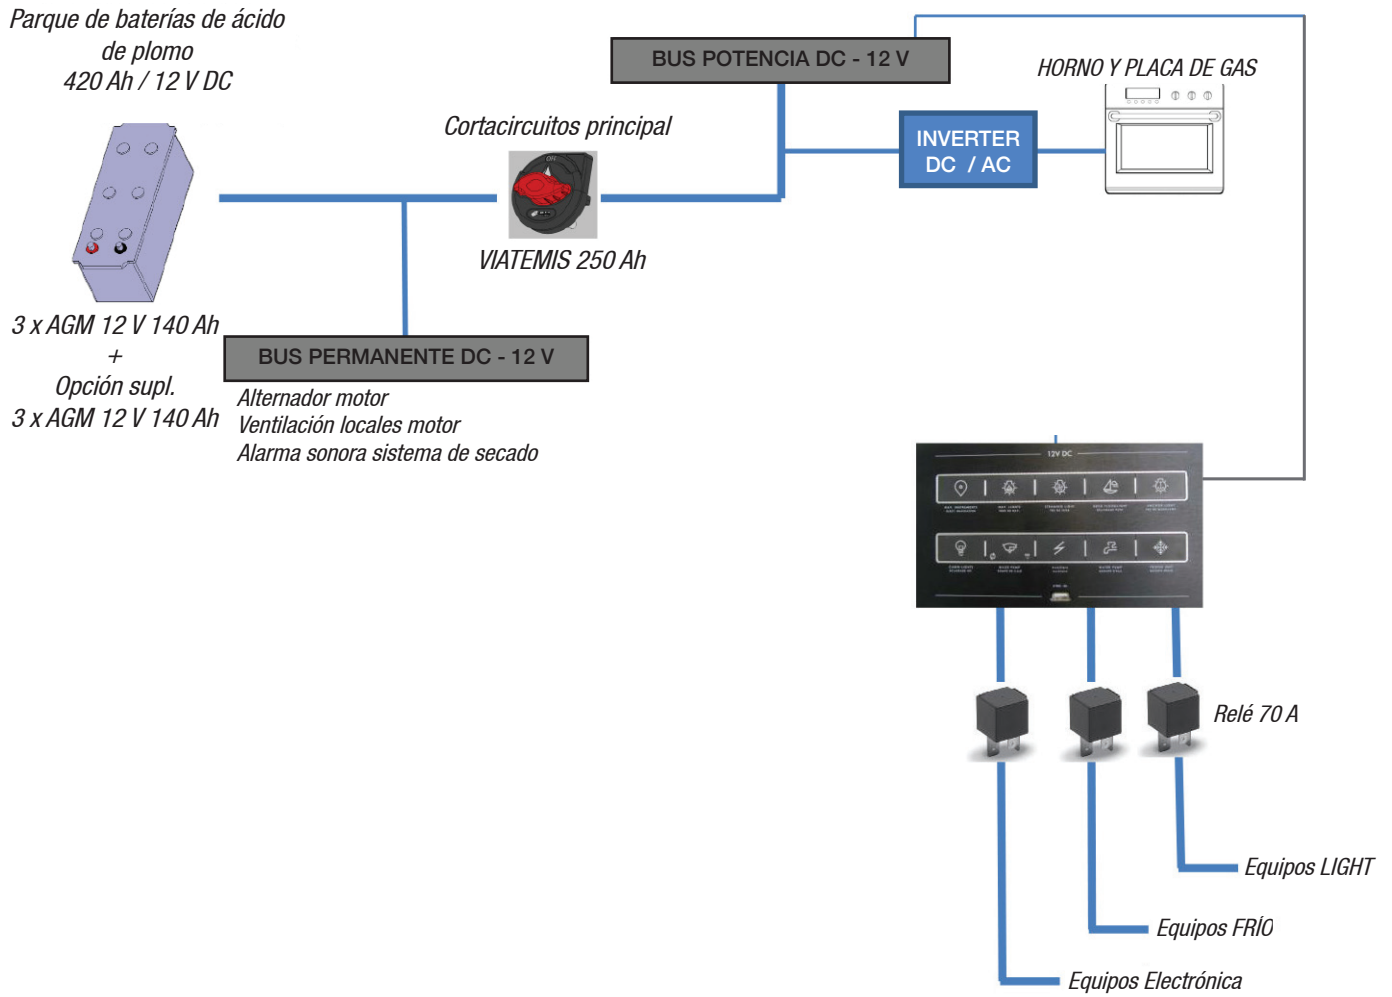 Parque de baterías de ácido
de plomo
420 Ah / 12 V DC
BUS POTENCIA DC - 12 V
HORNO Y PLACA DE GAS
Cortacircuitos principal
INVERTER
DC / AC
OFF
VIATEMIS 250 Ah
3 x AGM 12 V 140 Ah
+
Opción supl.
3 x AGM 12 V 140 Ah
BUS PERMANENTE DC - 12 V
Alternador motor
Ventilación locales motor
Alarma sonora sistema de secado
12V DC
Relé 70 A
Equipos LIGHT
Equipos FRÍO
Equipos Electrónica